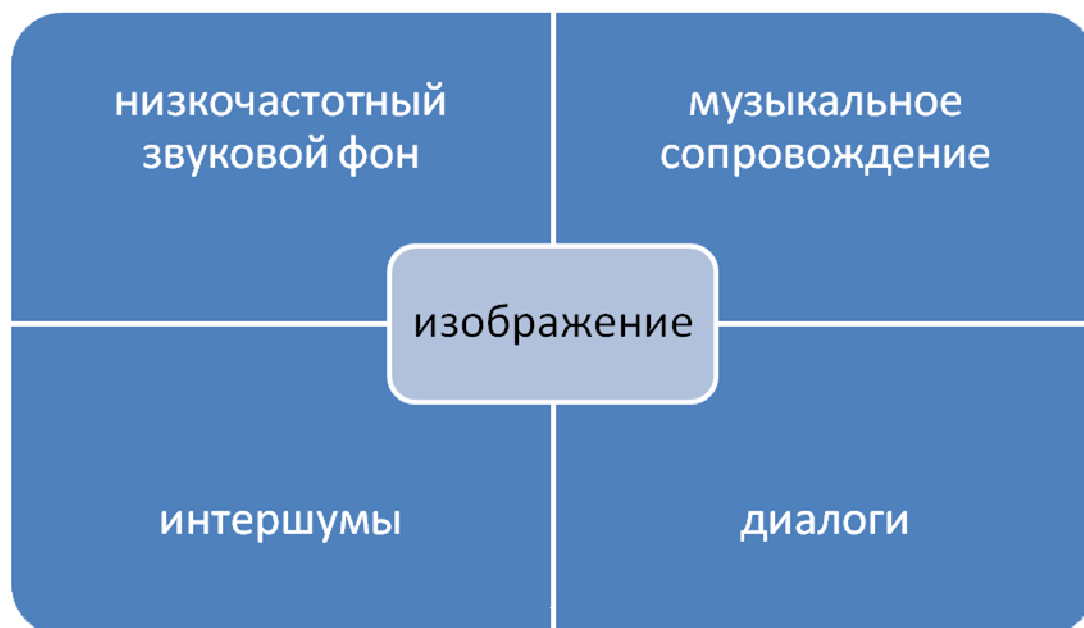 низкочастотный
звуковой фон
музыкальное
сопровождение
изображение
интершумы
диалоги